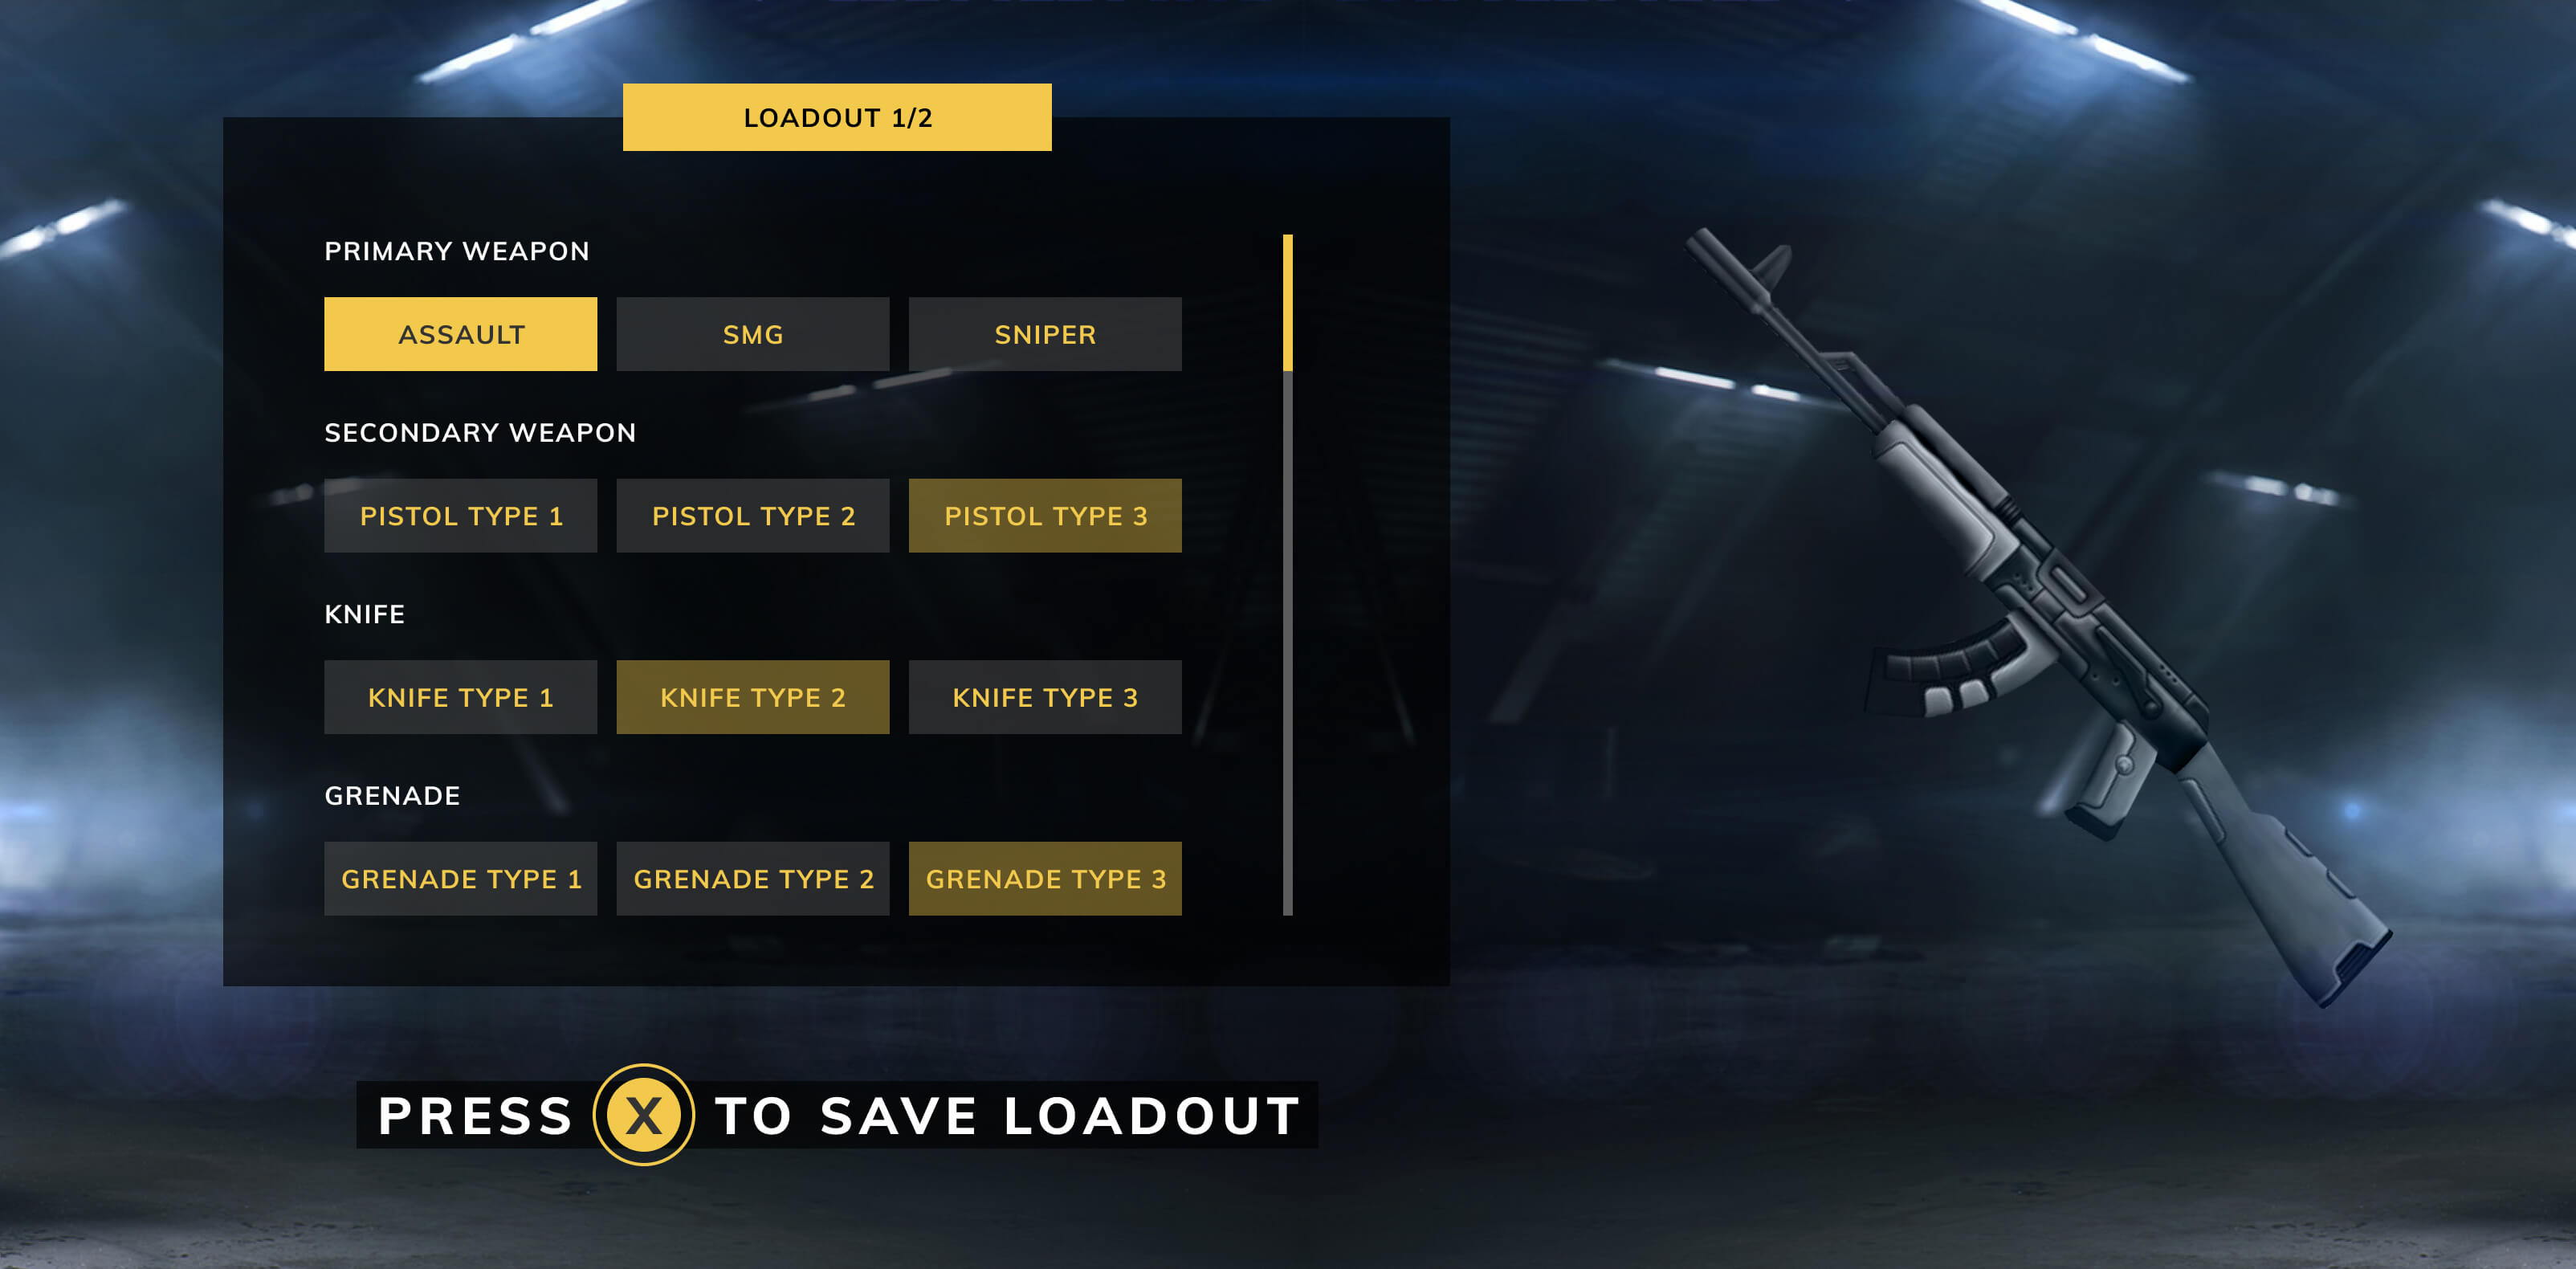 LOADOUT 1/2
PRIMARY WEAPON
ASSAULT SMG SNIPER
SECONDARY WEAPON
PISTOL TYPE 1 PISTOL TYPE 2 PISTOL TYPE 3
KNIFE
KNIFE TYPE 1 KNIFE TYPE 2 KNIFE TYPE 3
GRENADE
GRENADE TYPE 1 GRENADE TYPE 2 GRENADE TYPE 3
PRESS X TO SAVE LOADOUT